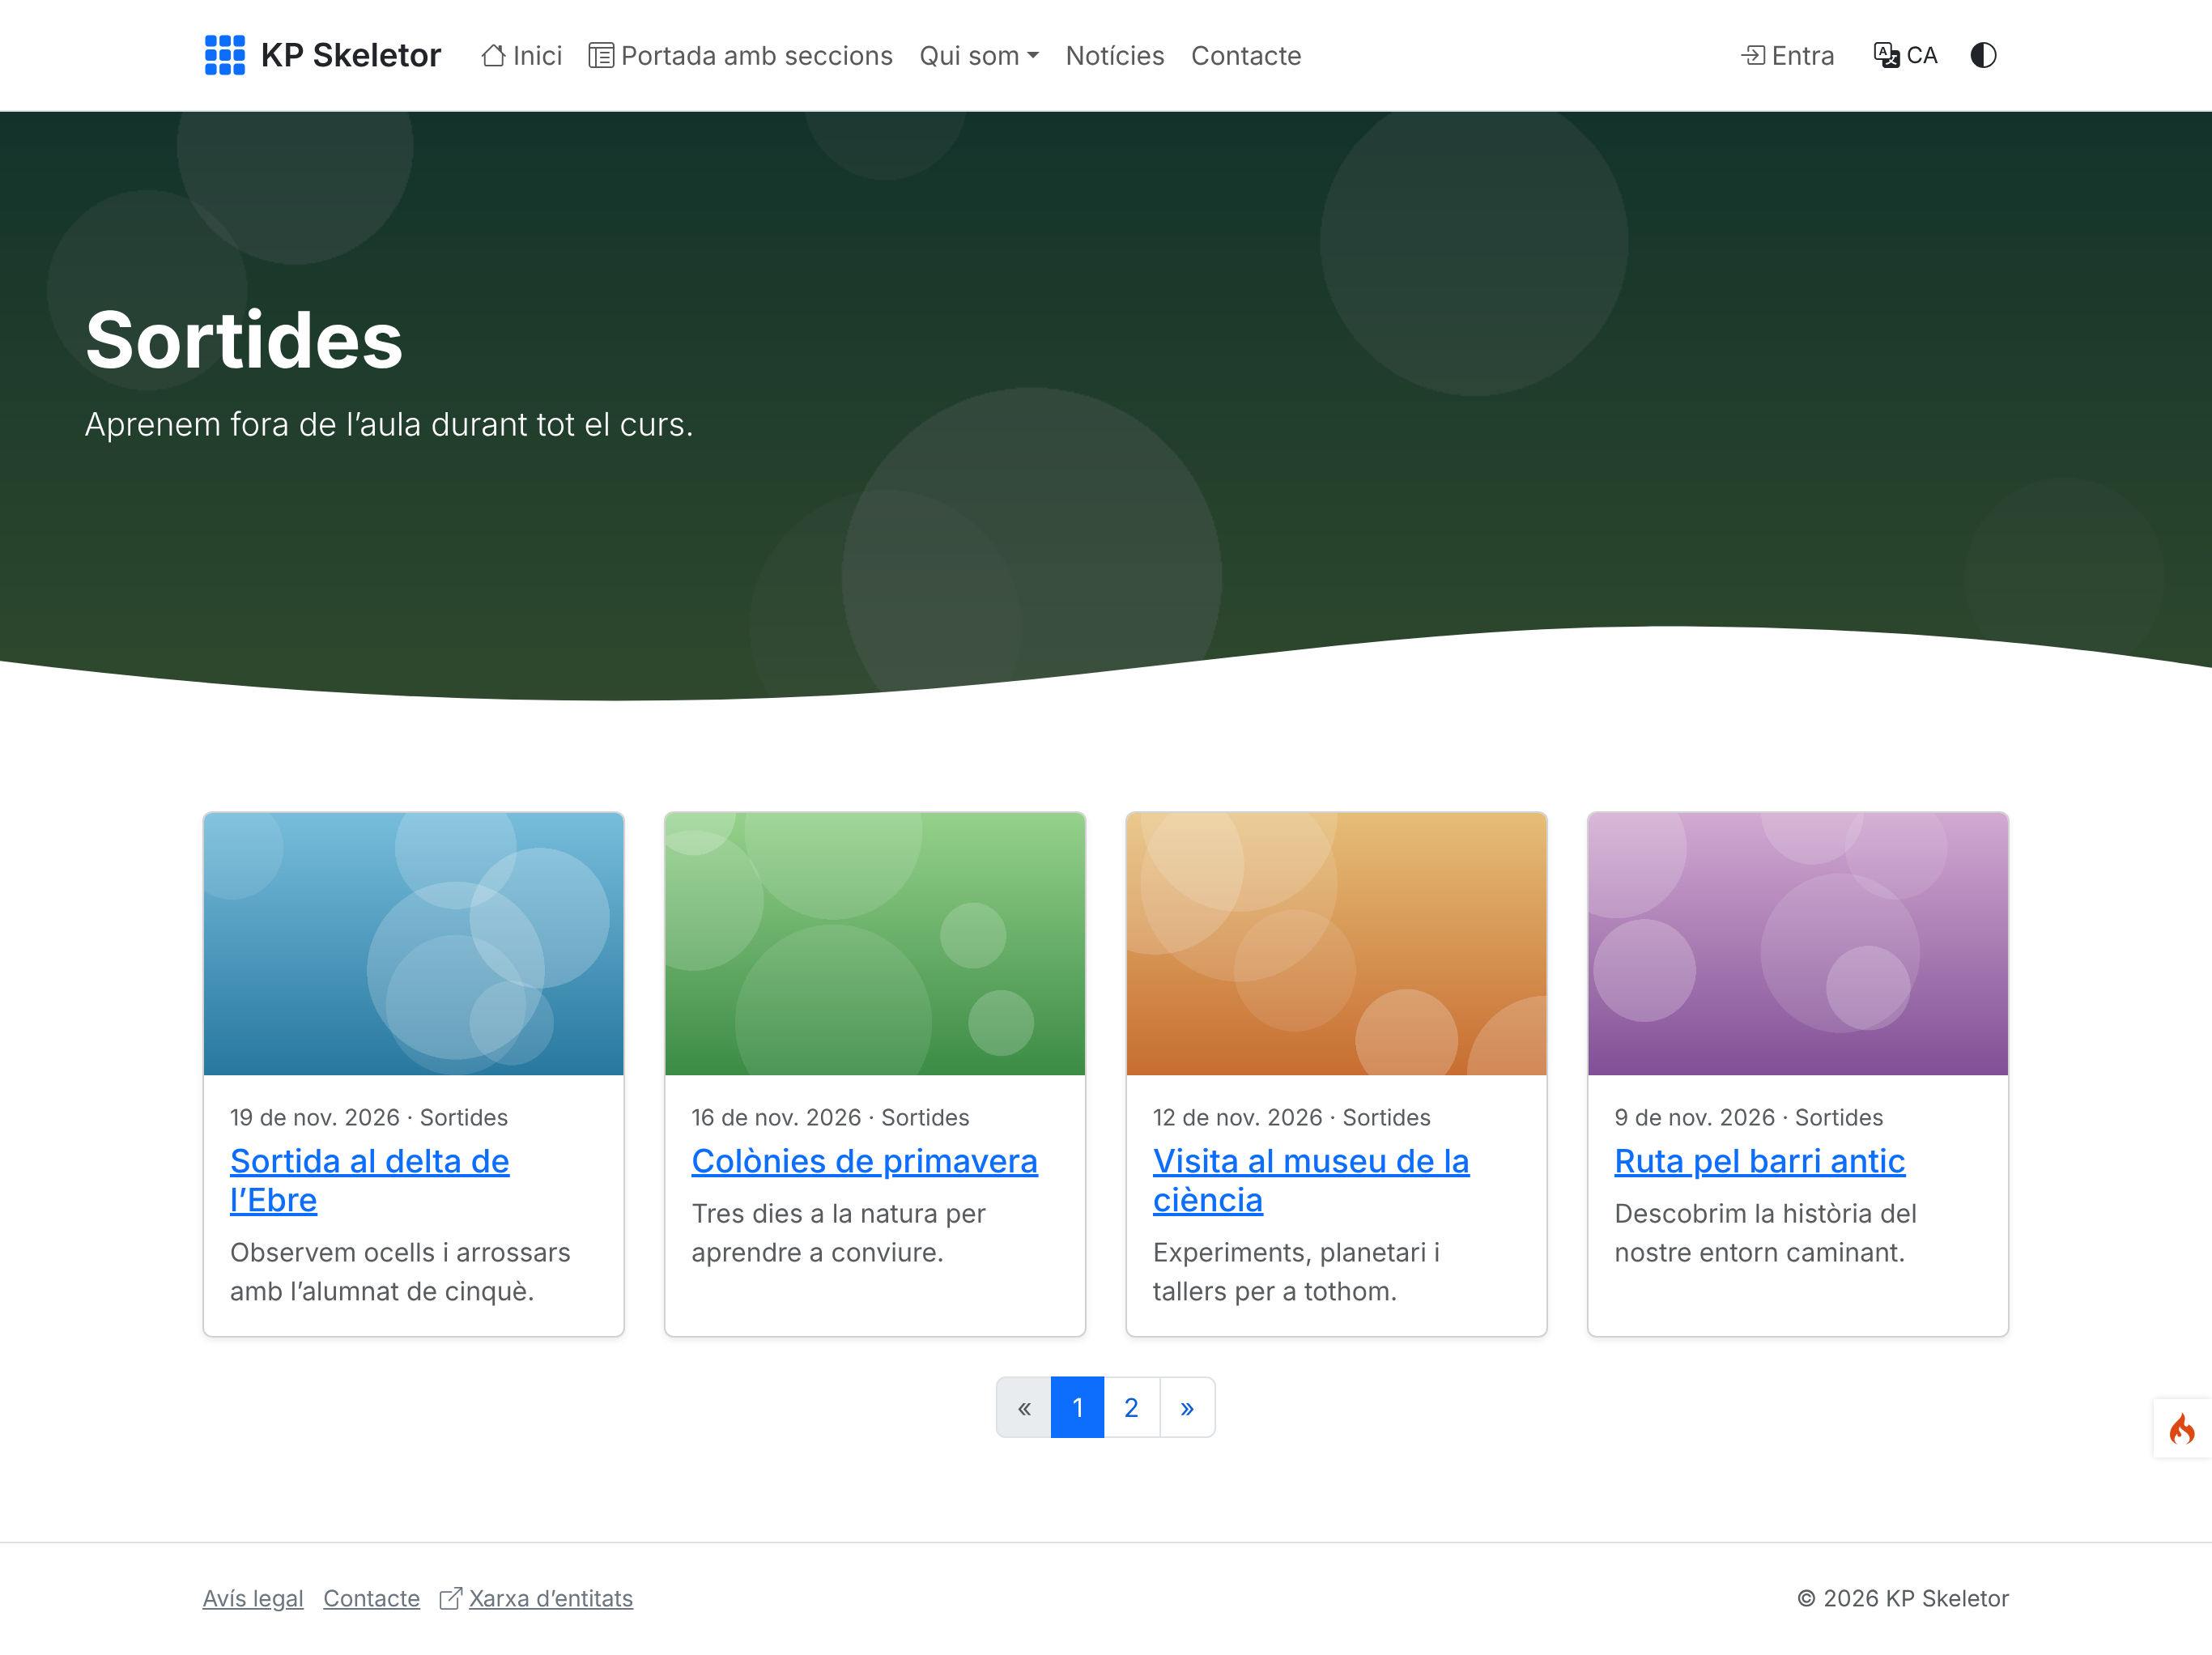 KP Skeletor Inici Portada amb seccions Qui som Notícies Contacte Entra CA
Sortides
Aprenem fora de l’aula durant tot el curs.
19 de nov. 2026 · Sortides
Sortida al delta de
l’Ebre
Observem ocells i arrossars
amb l’alumnat de cinquè.
16 de nov. 2026 · Sortides
Colònies de primavera
Tres dies a la natura per
aprendre a conviure.
12 de nov. 2026 · Sortides
Visita al museu de la
ciència
Experiments, planetari i
tallers per a tothom.
9 de nov. 2026 · Sortides
Ruta pel barri antic
Descobrim la història del
nostre entorn caminant.
« 1 2 »
Avís legal Contacte Xarxa d’entitats © 2026 KP Skeletor